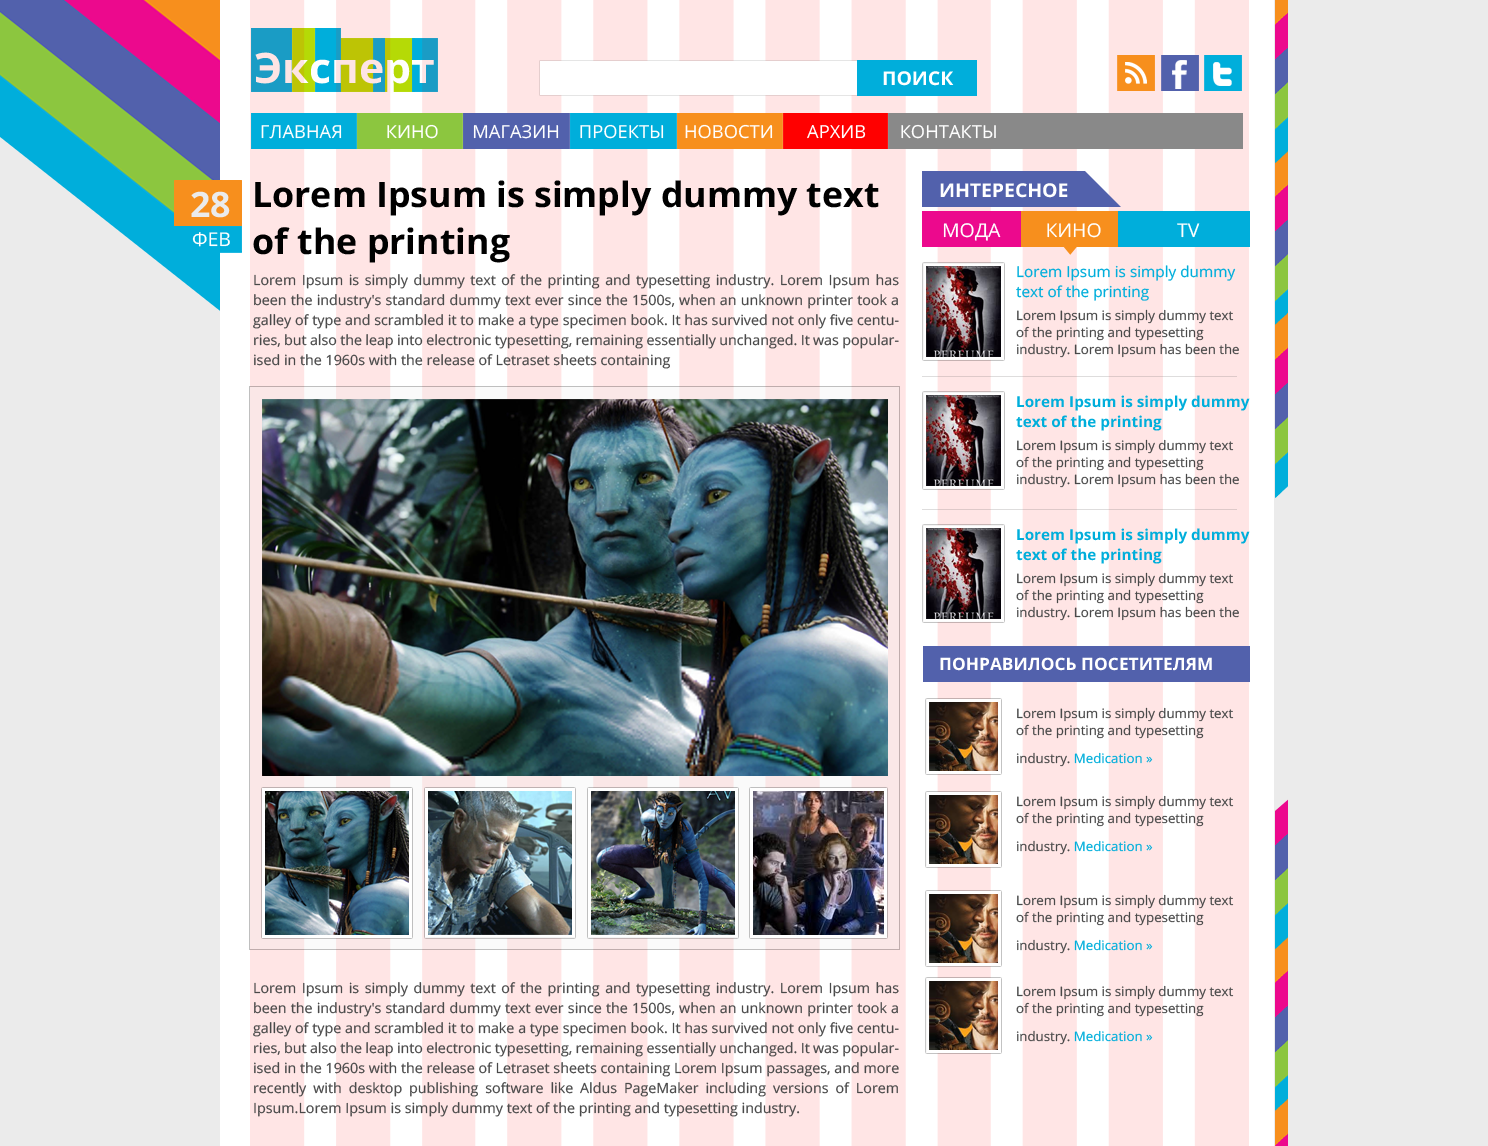 Эксперт
ПОИСК
ГЛАВНАЯ КИНО МАГАЗИН ПРОЕКТЫ НОВОСТИ АРХИВ КОНТАКТЫ
28
ФЕВ
Lorem Ipsum is simply dummy text
of the printing
Lorem Ipsum is simply dummy text of the printing and typesetting industry. Lorem Ipsum has
been the industry's standard dummy text ever since the 1500s, when an unknown printer took a
galley of type and scrambled it to make a type specimen book. It has survived not only five centu-
ries, but also the leap into electronic typesetting, remaining essentially unchanged. It was popular-
ised in the 1960s with the release of Letraset sheets containing
AV
Lorem Ipsum is simply dummy text of the printing and typesetting industry. Lorem Ipsum has
been the industry's standard dummy text ever since the 1500s, when an unknown printer took a
galley of type and scrambled it to make a type specimen book. It has survived not only five centu-
ries, but also the leap into electronic typesetting, remaining essentially unchanged. It was popular-
ised in the 1960s with the release of Letraset sheets containing Lorem Ipsum passages, and more
recently with desktop publishing software like Aldus PageMaker including versions of Lorem
Ipsum.Lorem Ipsum is simply dummy text of the printing and typesetting industry.
ИНТЕРЕСНОЕ
МОДА КИНО TV
PERFUME
Lorem Ipsum is simply dummy
text of the printing
Lorem Ipsum is simply dummy text
of the printing and typesetting
industry. Lorem Ipsum has been the
PERFUME
Lorem Ipsum is simply dummy
text of the printing
Lorem Ipsum is simply dummy text
of the printing and typesetting
industry. Lorem Ipsum has been the
PERFUME
Lorem Ipsum is simply dummy
text of the printing
Lorem Ipsum is simply dummy text
of the printing and typesetting
industry. Lorem Ipsum has been the
ПОНРАВИЛОСЬ ПОСЕТИТЕЛЯМ
Lorem Ipsum is simply dummy text
of the printing and typesetting
industry. Medication »
Lorem Ipsum is simply dummy text
of the printing and typesetting
industry. Medication »
Lorem Ipsum is simply dummy text
of the printing and typesetting
industry. Medication »
Lorem Ipsum is simply dummy text
of the printing and typesetting
industry. Medication »